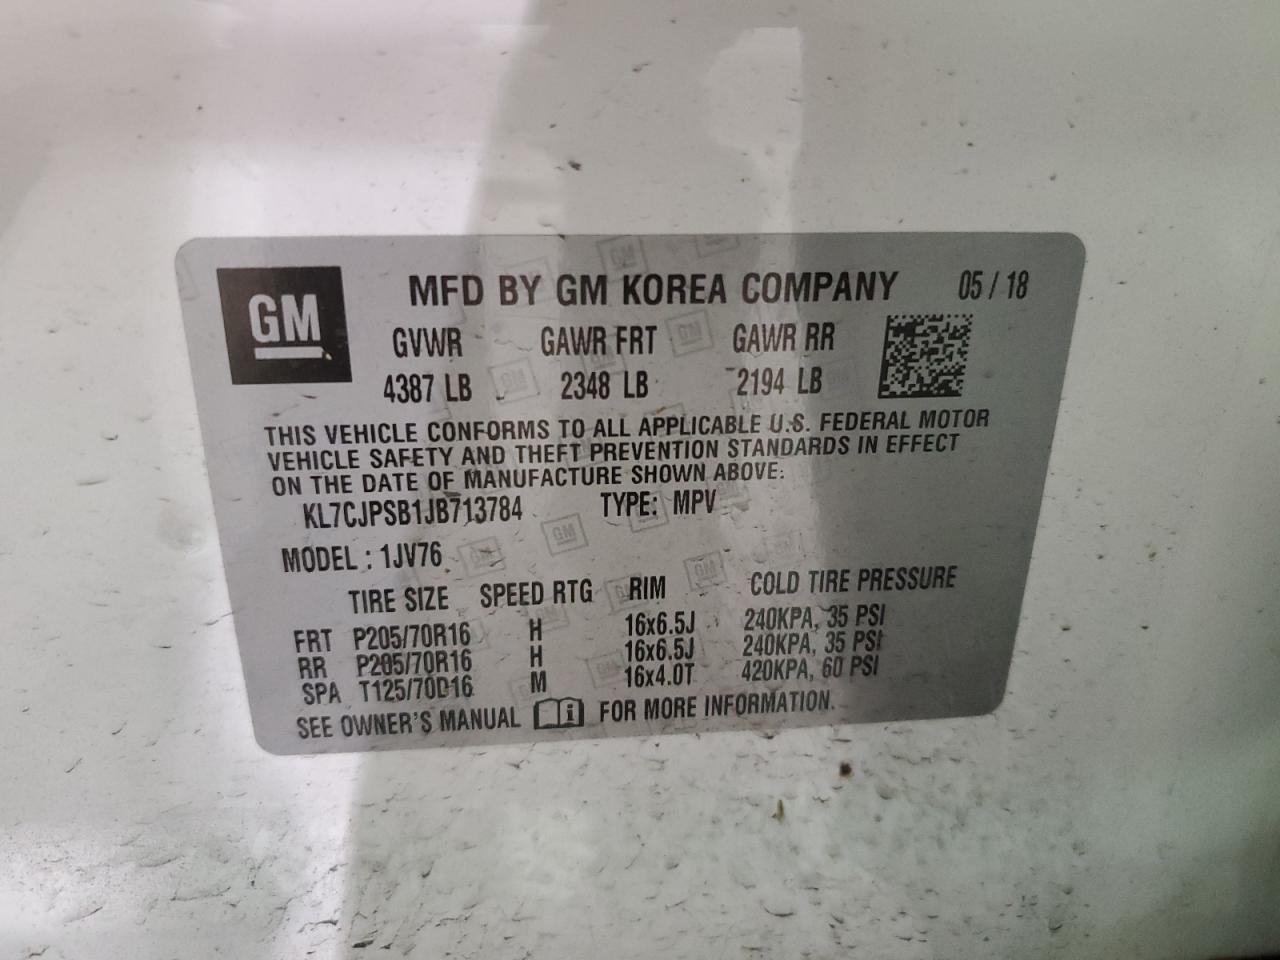 GM
MFD BY GM KOREA COMPANY 05 / 18
GVWR GAWR FRT GAWR RR
4387 LB 2348 LB 2194 LB
THIS VEHICLE CONFORMS TO ALL APPLICABLE U.S. FEDERAL MOTOR
VEHICLE SAFETY AND THEFT PREVENTION STANDARDS IN EFFECT
ON THE DATE OF MANUFACTURE SHOWN ABOVE:
KL7CJPSB1JB713784 TYPE: MPV
MODEL : 1JV76
TIRE SIZE SPEED RTG RIM COLD TIRE PRESSURE
FRT P205/70R16 H 16x6.5J 240KPA, 35 PSI
RR P205/70R16 H 16x6.5J 240KPA, 35 PSI
SPA T125/70D16 M 16x4.0T 420KPA, 60 PSI
SEE OWNER'S MANUAL FOR MORE INFORMATION.